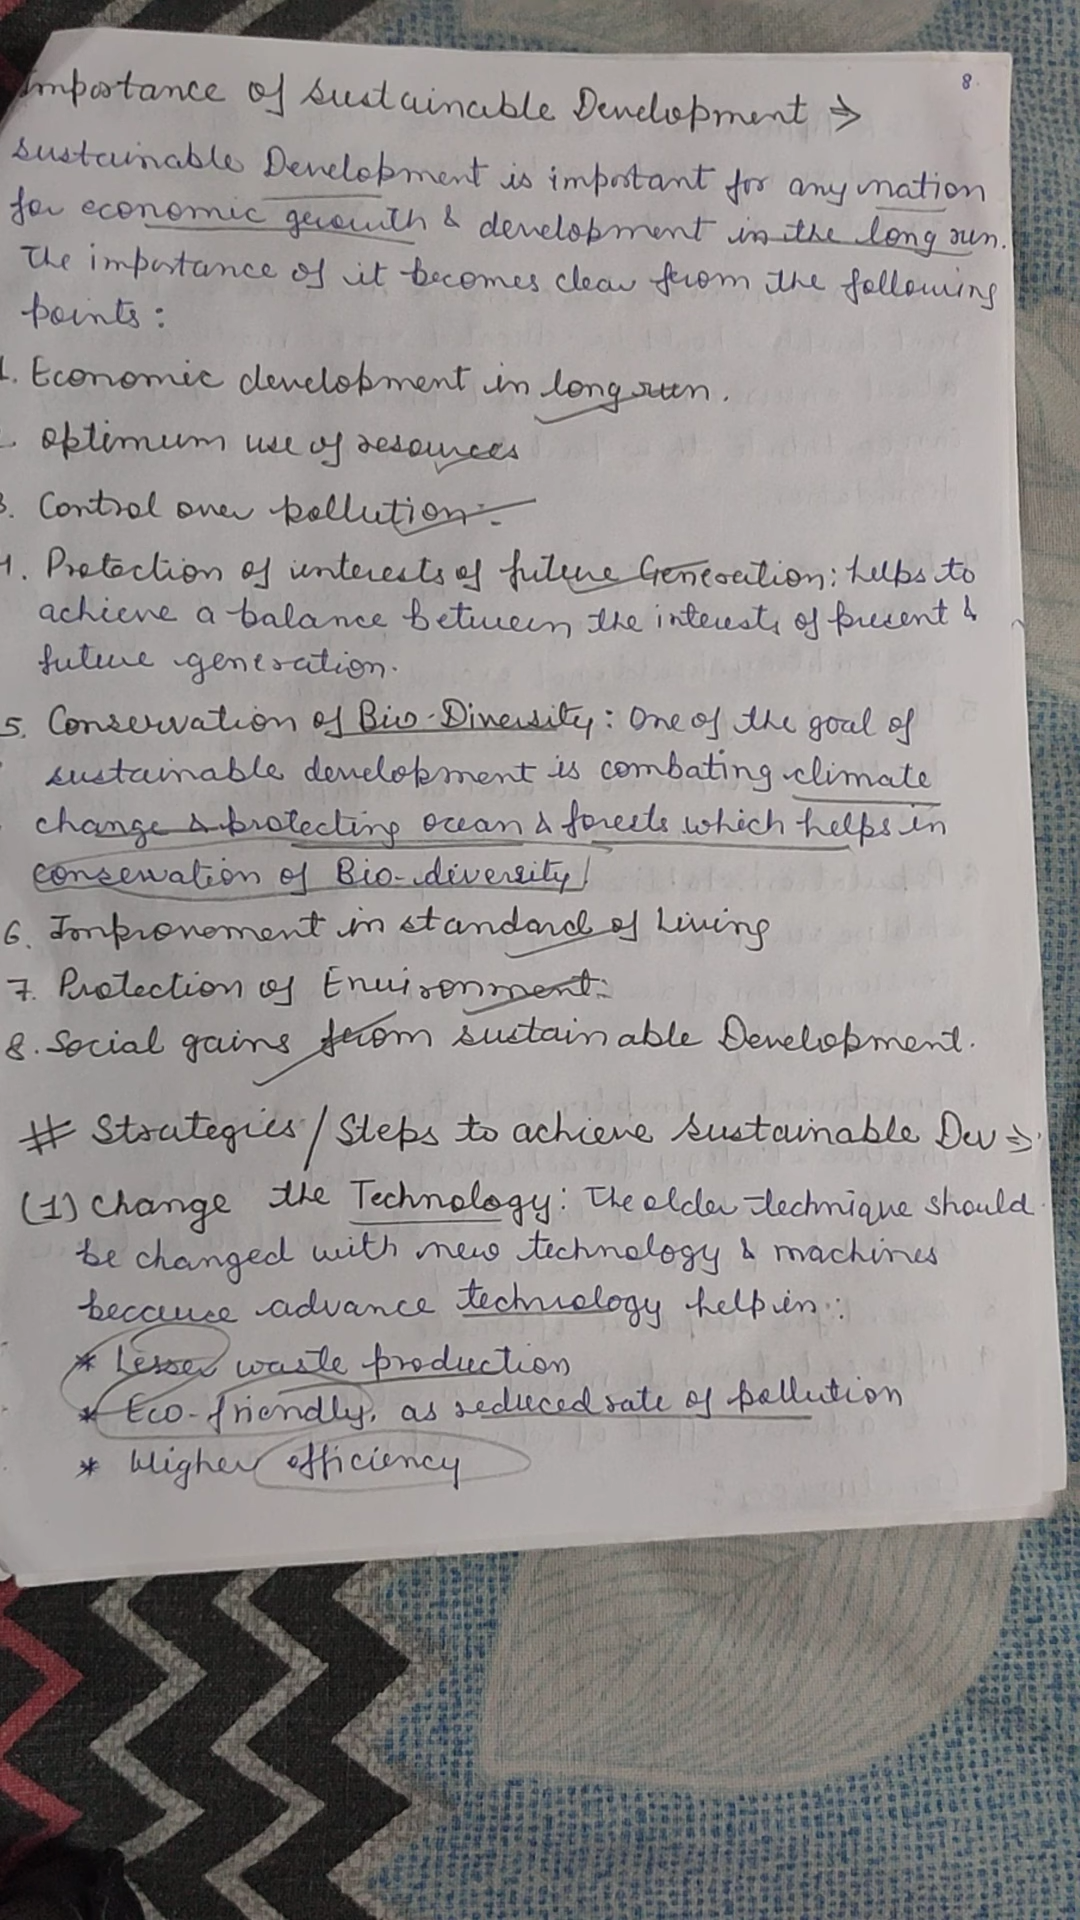 8.
Importance of Sustainable Development ⇒
Sustainable Development is important for any nation
for economic growth & development in the long run.
The importance of it becomes clear from the following
points:
1. Economic development in long run.
2. Optimum use of resources
3. Control over pollution:-
4. Protection of interests of future Generation: helps to
achieve a balance between the interests of present &
future generation.
5. Conservation of Bio-Diversity: One of the goal of
sustainable development is combating climate
change & protecting ocean & forests which helps in
conservation of Bio-diversity.
6. Improvement in standard of Living
7. Protection of Environment:
8. Social gains from sustainable Development.
# Strategies/Steps to achieve Sustainable Dev ⇒
(1) Change the Technology: The older technique should
be changed with new technology & machines
because advance technology help in:
* Lesser waste production
* Eco-friendly, as reduced rate of pollution
* Higher efficiency